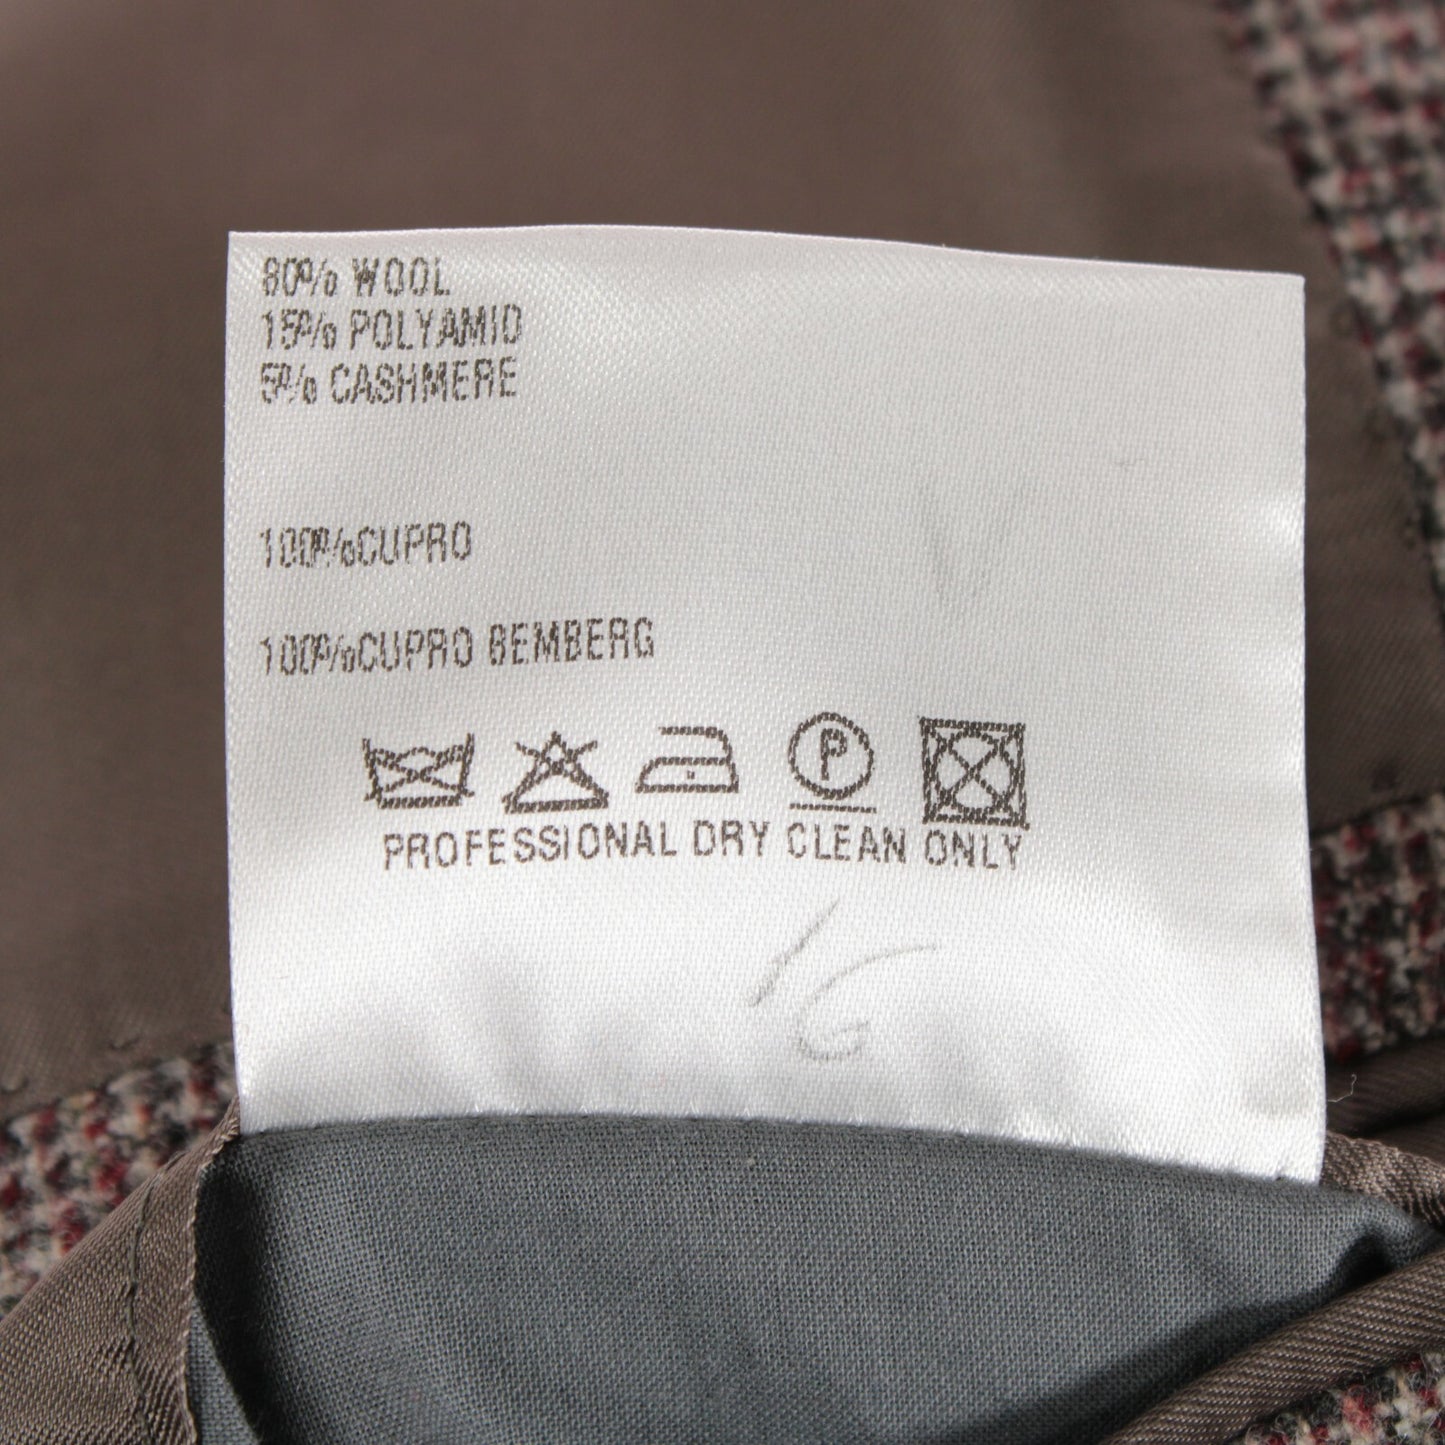 80% WOOL
15% POLYAMID
5% CASHMERE
100%CUPRO
100%CUPRO BEMBERG
P
PROFESSIONAL DRY CLEAN ONLY
16